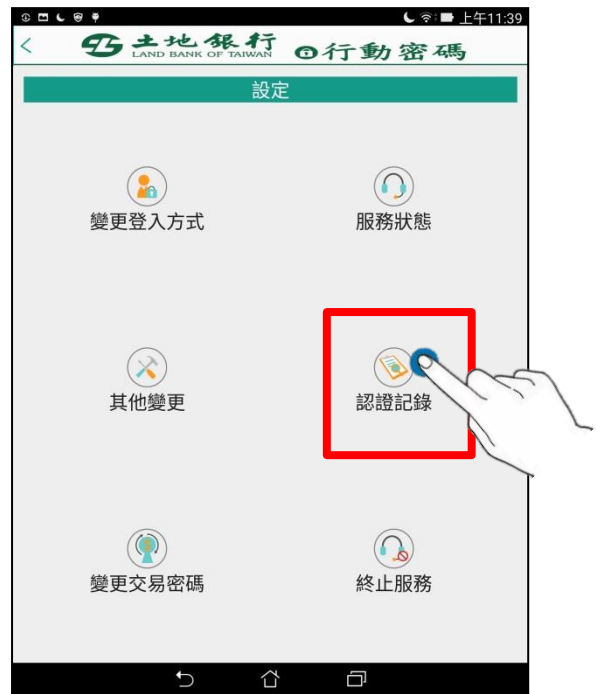 上午11:39
土地銀行
LAND BANK OF TAIWAN
行動密碼
設定
變更登入方式
服務狀態
其他變更
認證記錄
變更交易密碼
終止服務